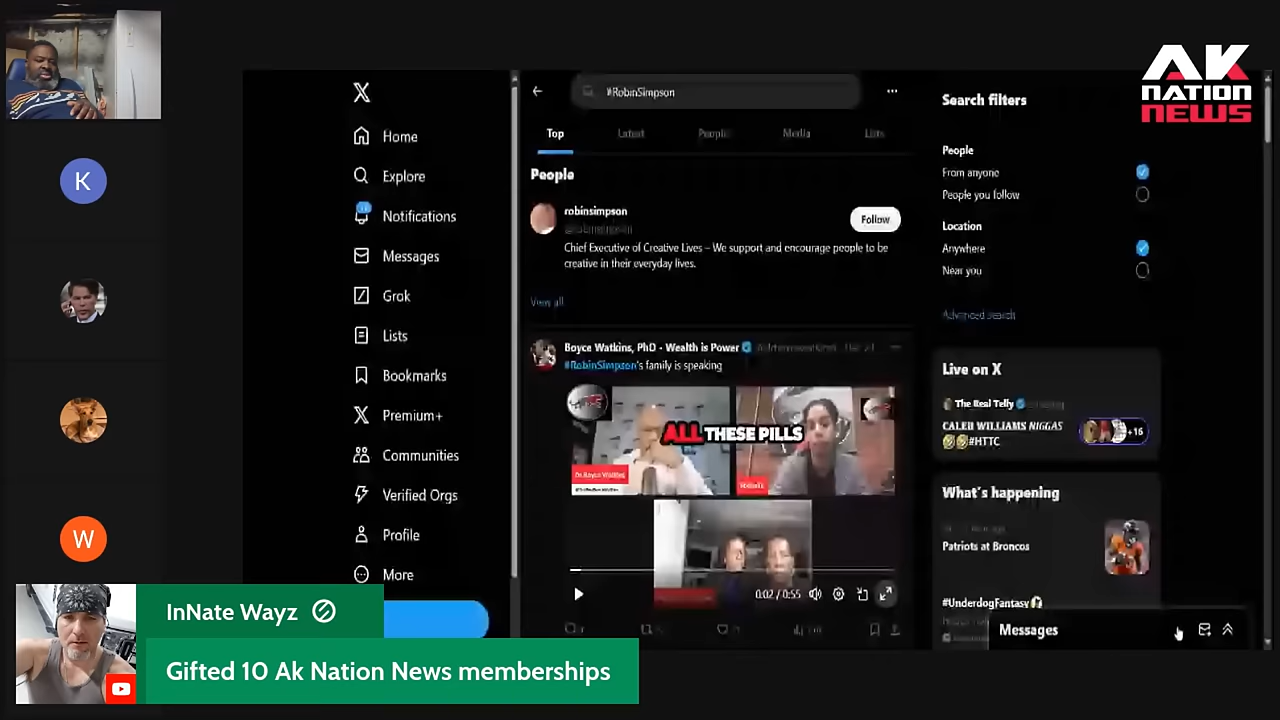 K
W
X
Home
Explore
Notifications
Messages
Grok
Lists
Bookmarks
Premium+
Communities
Verified Orgs
Profile
More
#RobinSimpson
Top
Latest
People
Media
Lists
People
robinsimpson
Follow
Chief Executive of Creative Lives – We support and encourage people to be
creative in their everyday lives.
View all
Boyce Watkins, PhD - Wealth is Power
#RobinSimpson's family is speaking
ALL THESE PILLS
Dr Boyce Watkins
0:02 / 0:55
Search filters
People
From anyone
People you follow
Location
Anywhere
Near you
Advanced search
Live on X
The Real Telly
CALEB WILLIAMS NIGGAS
#HTTC
+16
What's happening
Patriots at Broncos
#UnderdogFantasy
Messages
AK
NATION
NEWS
InNate Wayz
Gifted 10 Ak Nation News memberships